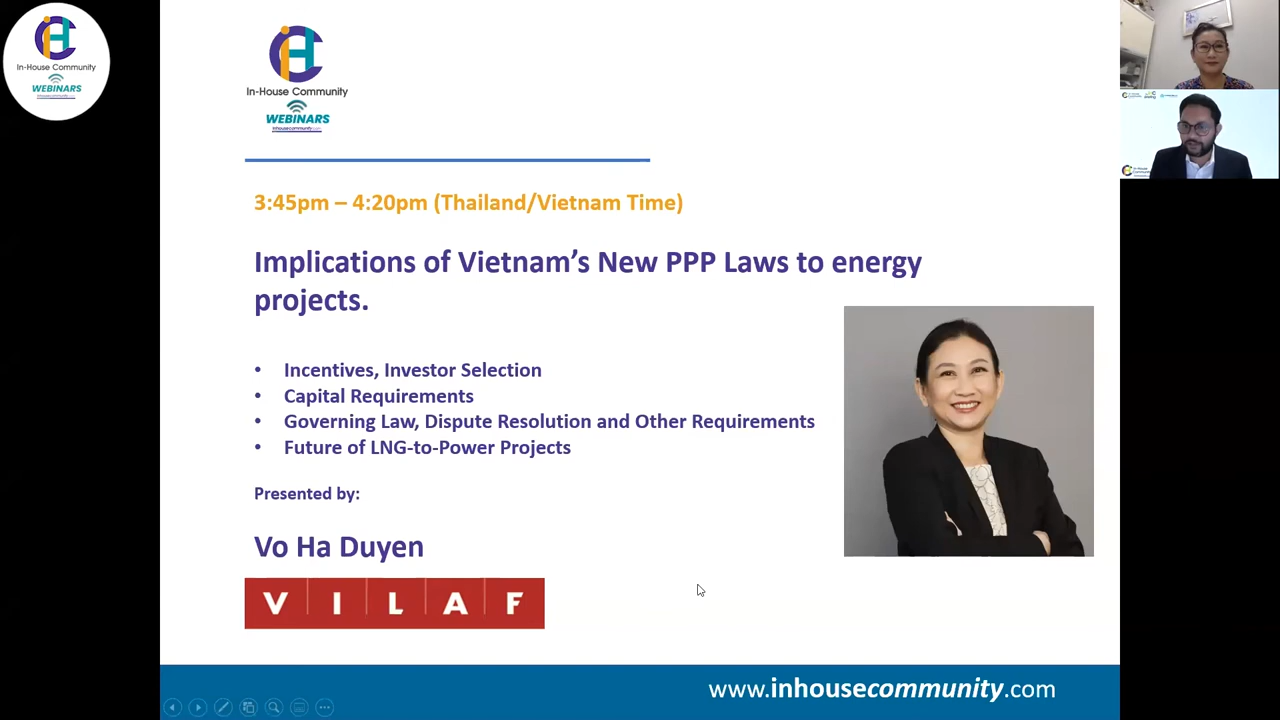 In-House Community
WEBINARS
In-House Community
WEBINARS
inhousecommunity.com
3:45pm – 4:20pm (Thailand/Vietnam Time)
Implications of Vietnam’s New PPP Laws to energy
projects.
• Incentives, Investor Selection
• Capital Requirements
• Governing Law, Dispute Resolution and Other Requirements
• Future of LNG-to-Power Projects
Presented by:
Vo Ha Duyen
VILAF
www.inhousecommunity.com